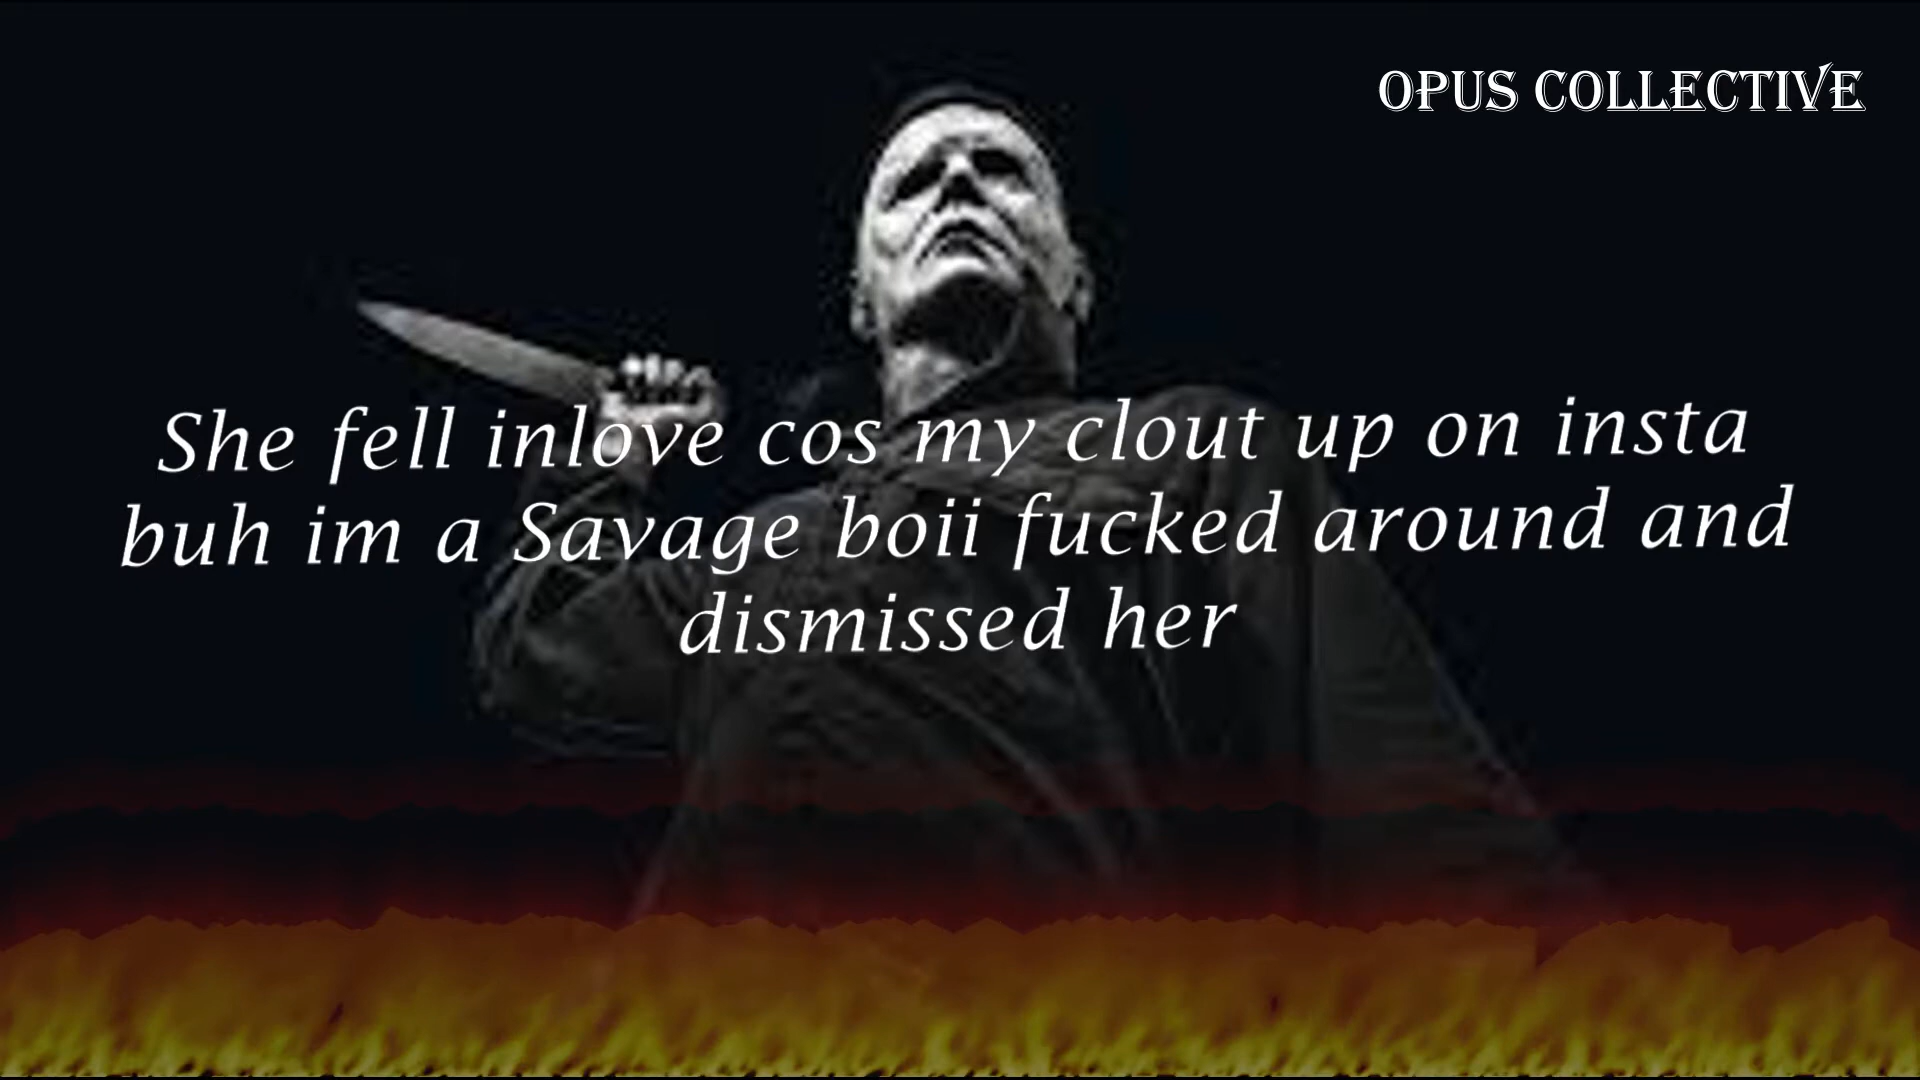 OPUS COLLECTIVE
She fell inlove cos my clout up on insta
buh im a Savage boii fucked around and
dismissed her